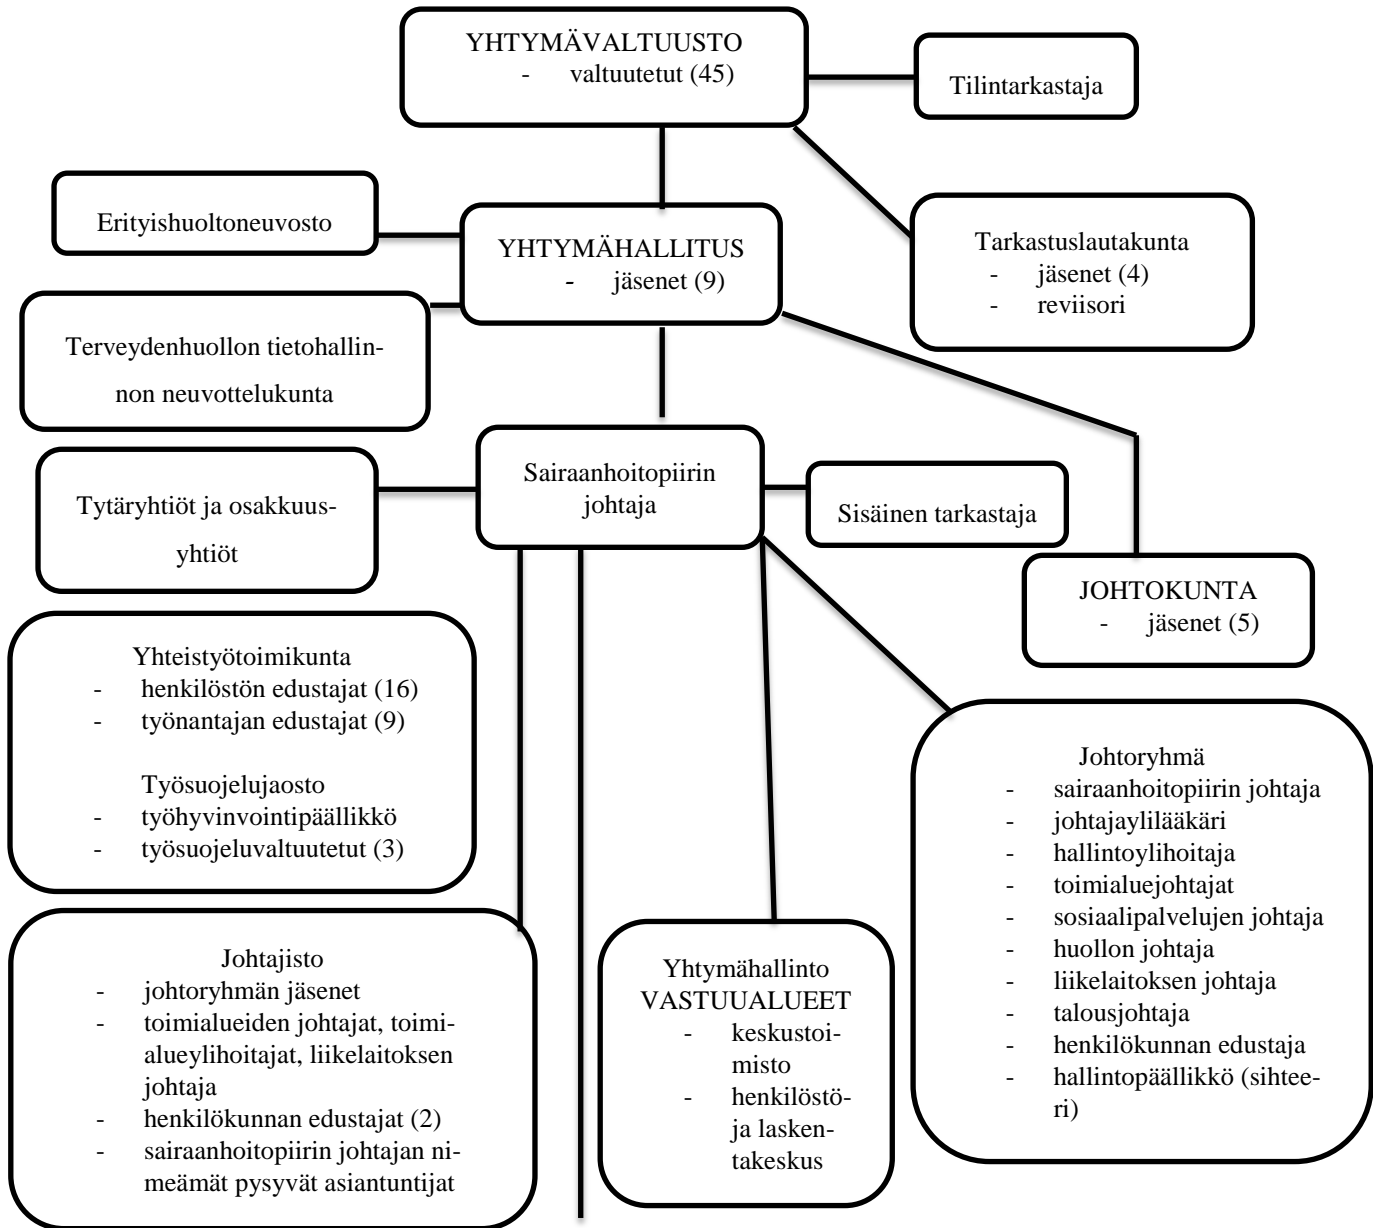 YHTYMÄVALTUUSTO
- valtuutetut (45)
Tilintarkastaja
Erityishuoltoneuvosto
YHTYMÄHALLITUS
- jäsenet (9)
Tarkastuslautakunta
- jäsenet (4)
- reviisori
Terveydenhuollon tietohallin-
non neuvottelukunta
Tytäryhtiöt ja osakkuus-
yhtiöt
Sairaanhoitopiirin
johtaja
Sisäinen tarkastaja
JOHTOKUNTA
- jäsenet (5)
Yhteistyötoimikunta
- henkilöstön edustajat (16)
- työnantajan edustajat (9)
Työsuojelujaosto
- työhyvinvointipäällikkö
- työsuojeluvaltuutetut (3)
Johtoryhmä
- sairaanhoitopiirin johtaja
- johtajaylilääkäri
- hallintoylihoitaja
- toimialuejohtajat
- sosiaalipalvelujen johtaja
- huollon johtaja
- liikelaitoksen johtaja
- talousjohtaja
- henkilökunnan edustaja
- hallintopäällikkö (sihtee-
ri)
Johtajisto
- johtoryhmän jäsenet
- toimialueiden johtajat, toimi-
alueylihoitajat, liikelaitoksen
johtaja
- henkilökunnan edustajat (2)
- sairaanhoitopiirin johtajan ni-
meämät pysyvät asiantuntijat
Yhtymähallinto
VASTUUALUEET
- keskustoi-
misto
- henkilöstö-
ja lasken-
takeskus